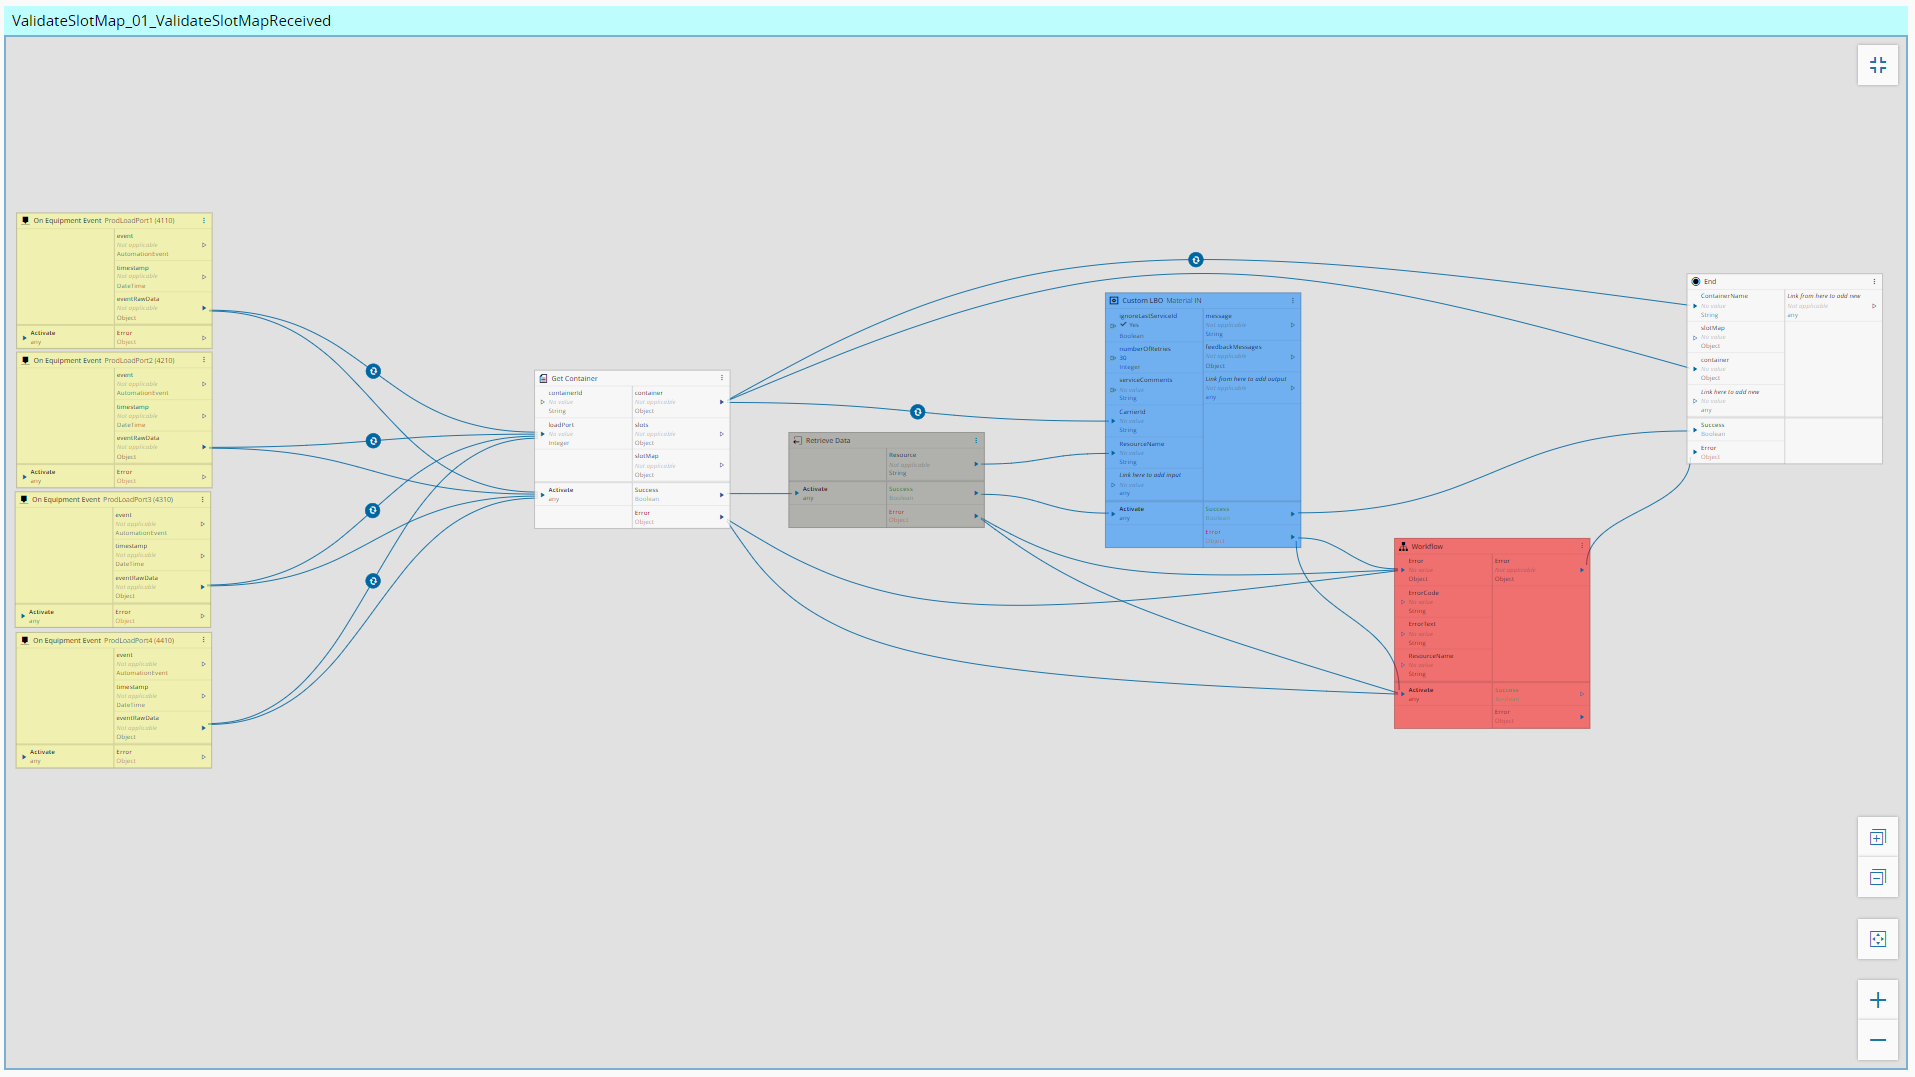 ValidateSlotMap_01_ValidateSlotMapReceived
On Equipment Event ProdLoadPort1 (4110)
event
Not applicable
AutomationEvent
timestamp
Not applicable
DateTime
eventRawData
Not applicable
Object
Activate
any
Error
Object
On Equipment Event ProdLoadPort2 (4210)
event
Not applicable
AutomationEvent
timestamp
Not applicable
DateTime
eventRawData
Not applicable
Object
Activate
any
Error
Object
On Equipment Event ProdLoadPort3 (4310)
event
Not applicable
AutomationEvent
timestamp
Not applicable
DateTime
eventRawData
Not applicable
Object
Activate
any
Error
Object
On Equipment Event ProdLoadPort4 (4410)
event
Not applicable
AutomationEvent
timestamp
Not applicable
DateTime
eventRawData
Not applicable
Object
Activate
any
Error
Object
Get Container
containerId
No value
String
loadPort
No value
Integer
container
Not applicable
Object
slots
Not applicable
Object
slotMap
Not applicable
Object
Activate
any
Success
Boolean
Error
Object
Retrieve Data
Resource
Not applicable
String
Activate
any
Success
Boolean
Error
Object
Custom LBO Material IN
ignoreLastServiceId
Yes
Boolean
numberOfRetries
30
Integer
serviceComments
No value
String
CarrierId
No value
String
ResourceName
No value
String
Link here to add input
No value
any
message
Not applicable
String
feedbackMessages
Not applicable
Object
Link from here to add output
Not applicable
any
Activate
any
Success
Boolean
Error
Object
Workflow
Error
No value
Object
ErrorCode
No value
String
ErrorText
No value
String
ResourceName
No value
String
Error
Not applicable
Object
Activate
any
Success
Boolean
Error
Object
End
ContainerName
No value
String
slotMap
No value
Object
container
No value
Object
Link here to add new
No value
any
Link from here to add new
Not applicable
any
Success
Boolean
Error
Object